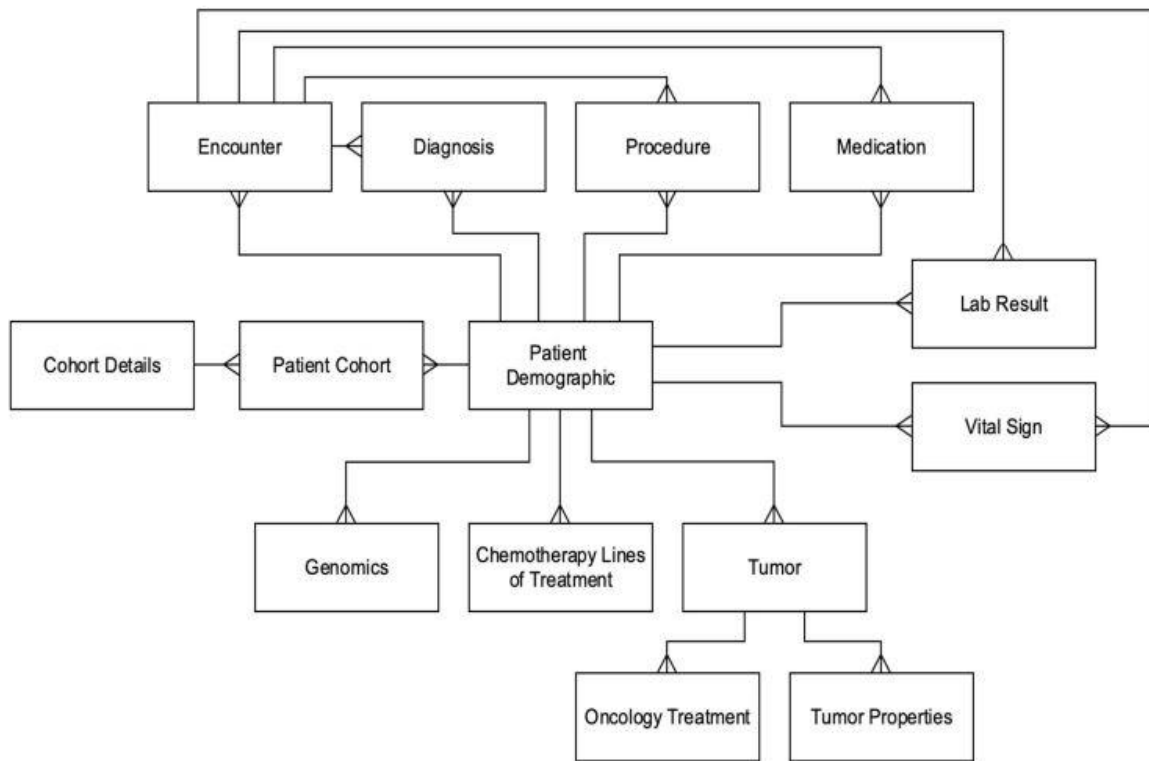 Encounter
Diagnosis
Procedure
Medication
Lab Result
Cohort Details
Patient Cohort
Patient
Demographic
Vital Sign
Genomics
Chemotherapy Lines
of Treatment
Tumor
Oncology Treatment
Tumor Properties